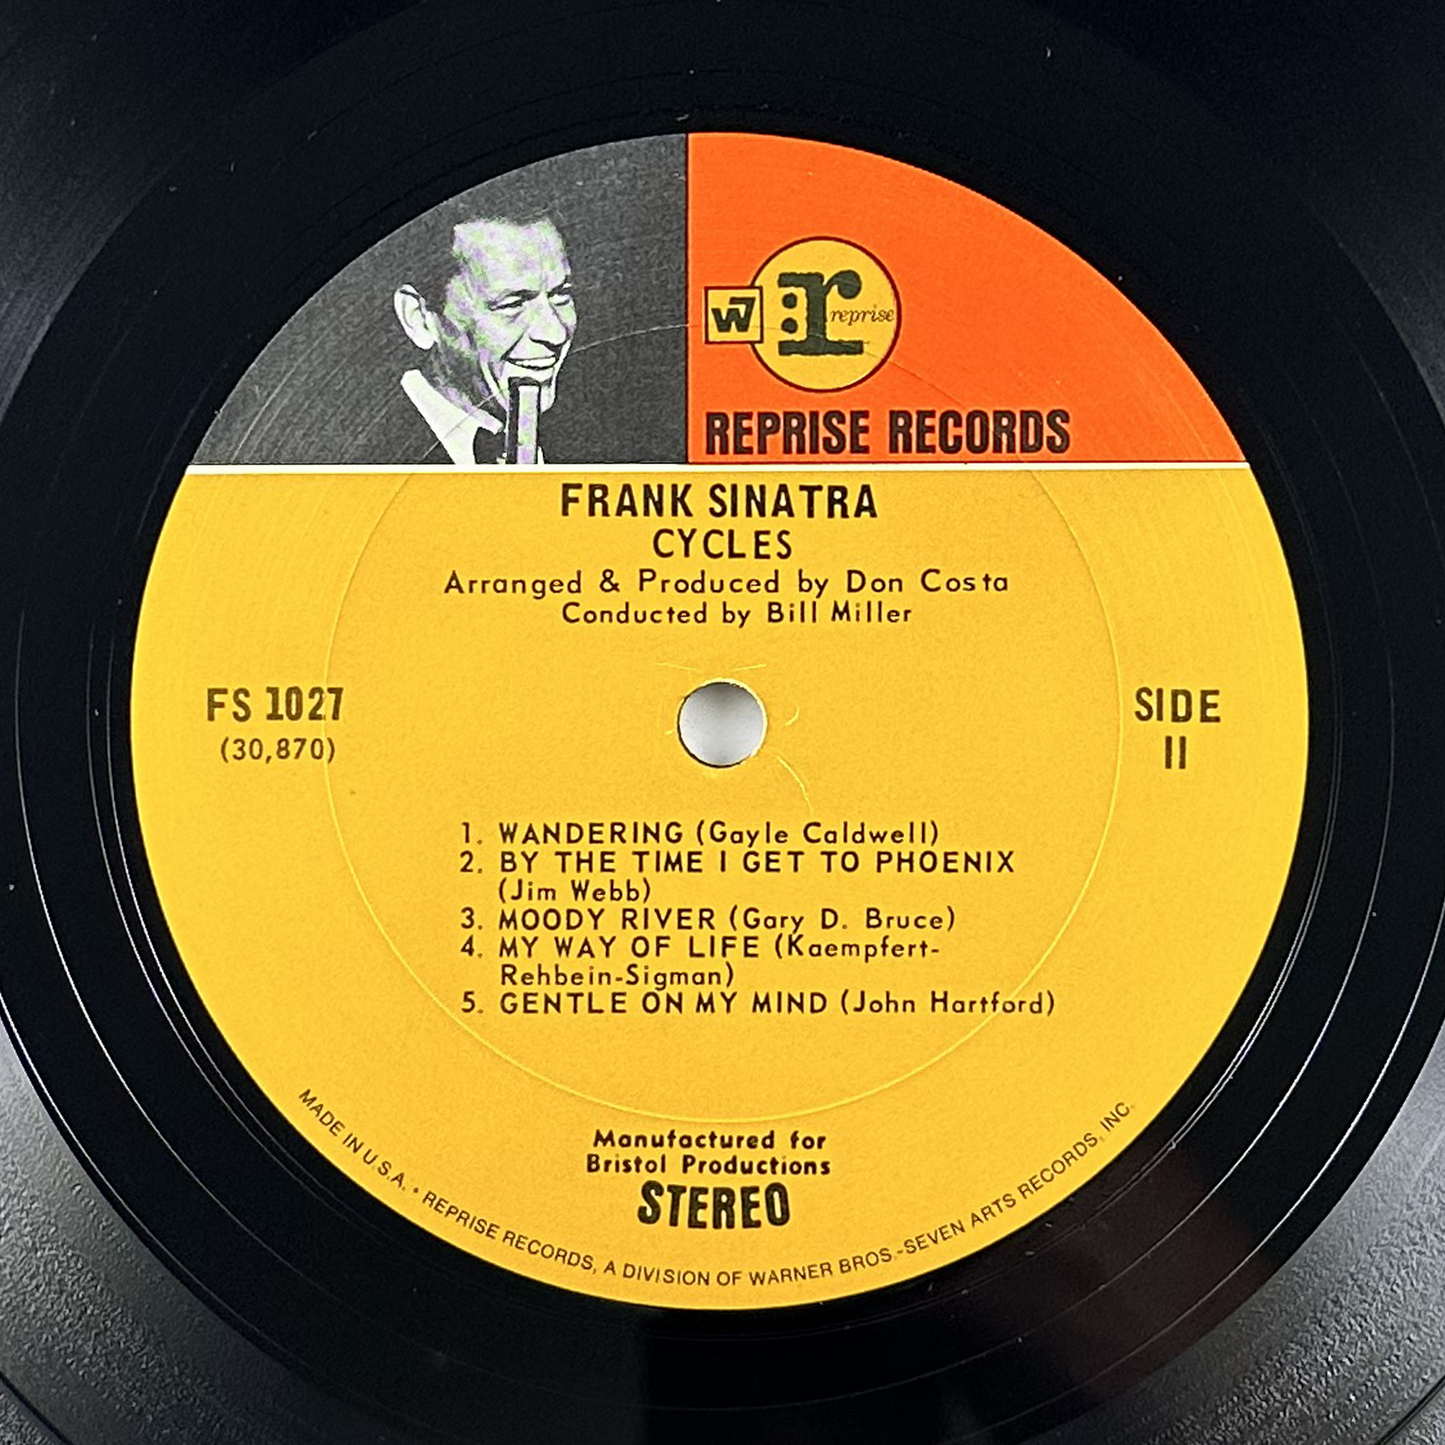 W7 r reprise
REPRISE RECORDS
FRANK SINATRA
CYCLES
Arranged & Produced by Don Costa
Conducted by Bill Miller
FS 1027
(30,870)
SIDE
II
1. WANDERING (Gayle Caldwell)
2. BY THE TIME I GET TO PHOENIX
(Jim Webb)
3. MOODY RIVER (Gary D. Bruce)
4. MY WAY OF LIFE (Kaempfert-
Rehbein-Sigman)
5. GENTLE ON MY MIND (John Hartford)
Manufactured for
Bristol Productions
STEREO
MADE IN U.S.A. • REPRISE RECORDS, A DIVISION OF WARNER BROS.-SEVEN ARTS RECORDS, INC.